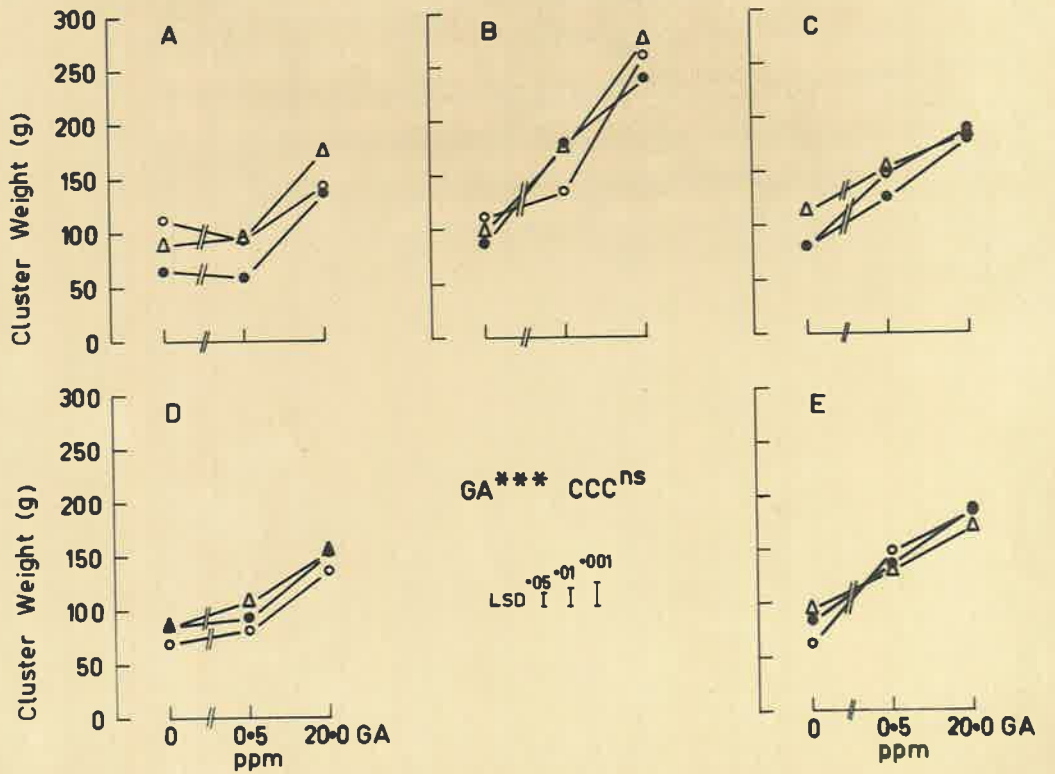 A
B
C
300
250
200
150
100
50
0
Cluster Weight (g)
D
E
300
250
200
150
100
50
0
Cluster Weight (g)
GA*** CCCns
LSD ·05 ·01 ·001
0 0·5 20·0 GA
ppm
0 0·5 20·0 GA
ppm